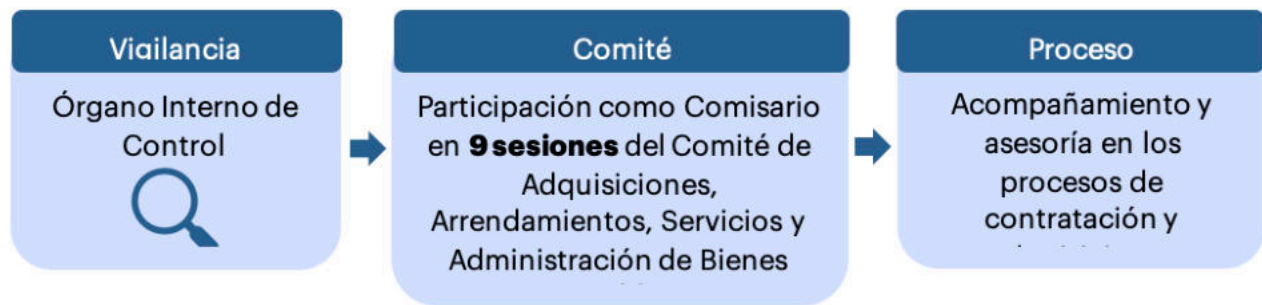 Vigilancia
Órgano Interno de
Control
Comité
Participación como Comisario
en 9 sesiones del Comité de
Adquisiciones,
Arrendamientos, Servicios y
Administración de Bienes
Proceso
Acompañamiento y
asesoría en los
procesos de
contratación y